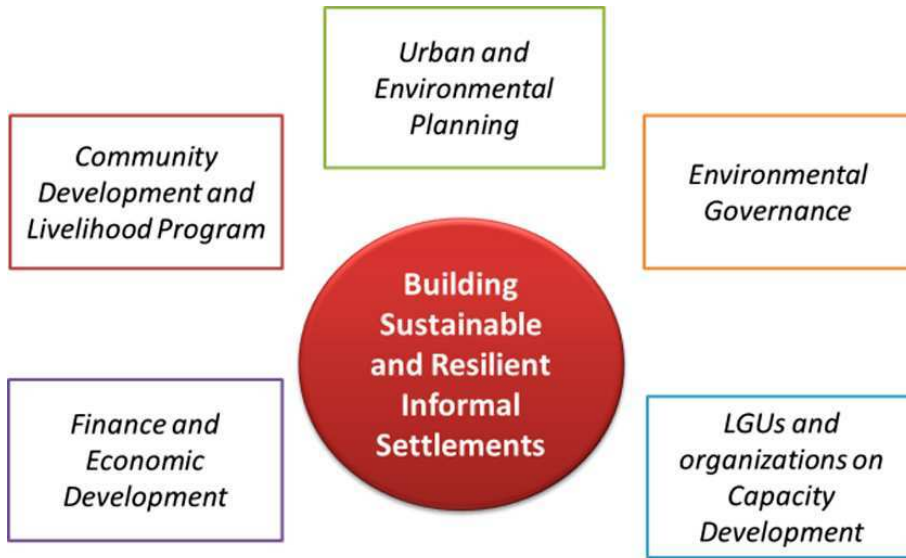 Urban and
Environmental
Planning
Community
Development and
Livelihood Program
Environmental
Governance
Building
Sustainable
and Resilient
Informal
Settlements
Finance and
Economic
Development
LGUs and
organizations on
Capacity
Development